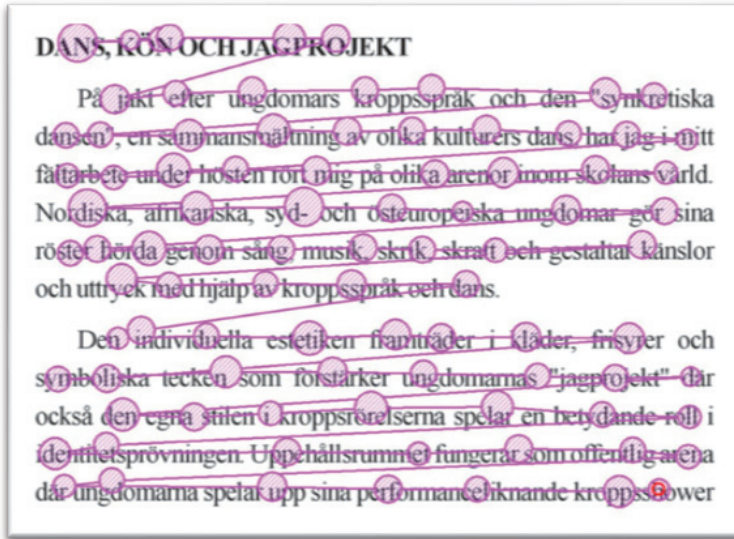 DANS, KÖN OCH JAGPROJEKT
På jakt efter ungdomars kroppsspråk och den "synkretiska
dansen", en sammansmältning av olika kulturers dans, har jag i mitt
fältarbete under hösten rört mig på olika arenor inom skolans värld.
Nordiska, afrikanska, syd- och östeuropeiska ungdomar gör sina
röster hörda genom sång, musik, skrik, skratt och gestaltar känslor
och uttryck med hjälp av kroppsspråk och dans.
Den individuella estetiken framträder i kläder, frisyrer och
symboliska tecken som förstärker ungdomarnas "jagprojekt" där
också den egna stilen i kroppsrörelserna spelar en betydande roll i
identitetsprövningen. Uppehållsrummet fungerar som offentlig arena
där ungdomarna spelar upp sina performanceliknande kroppsshower